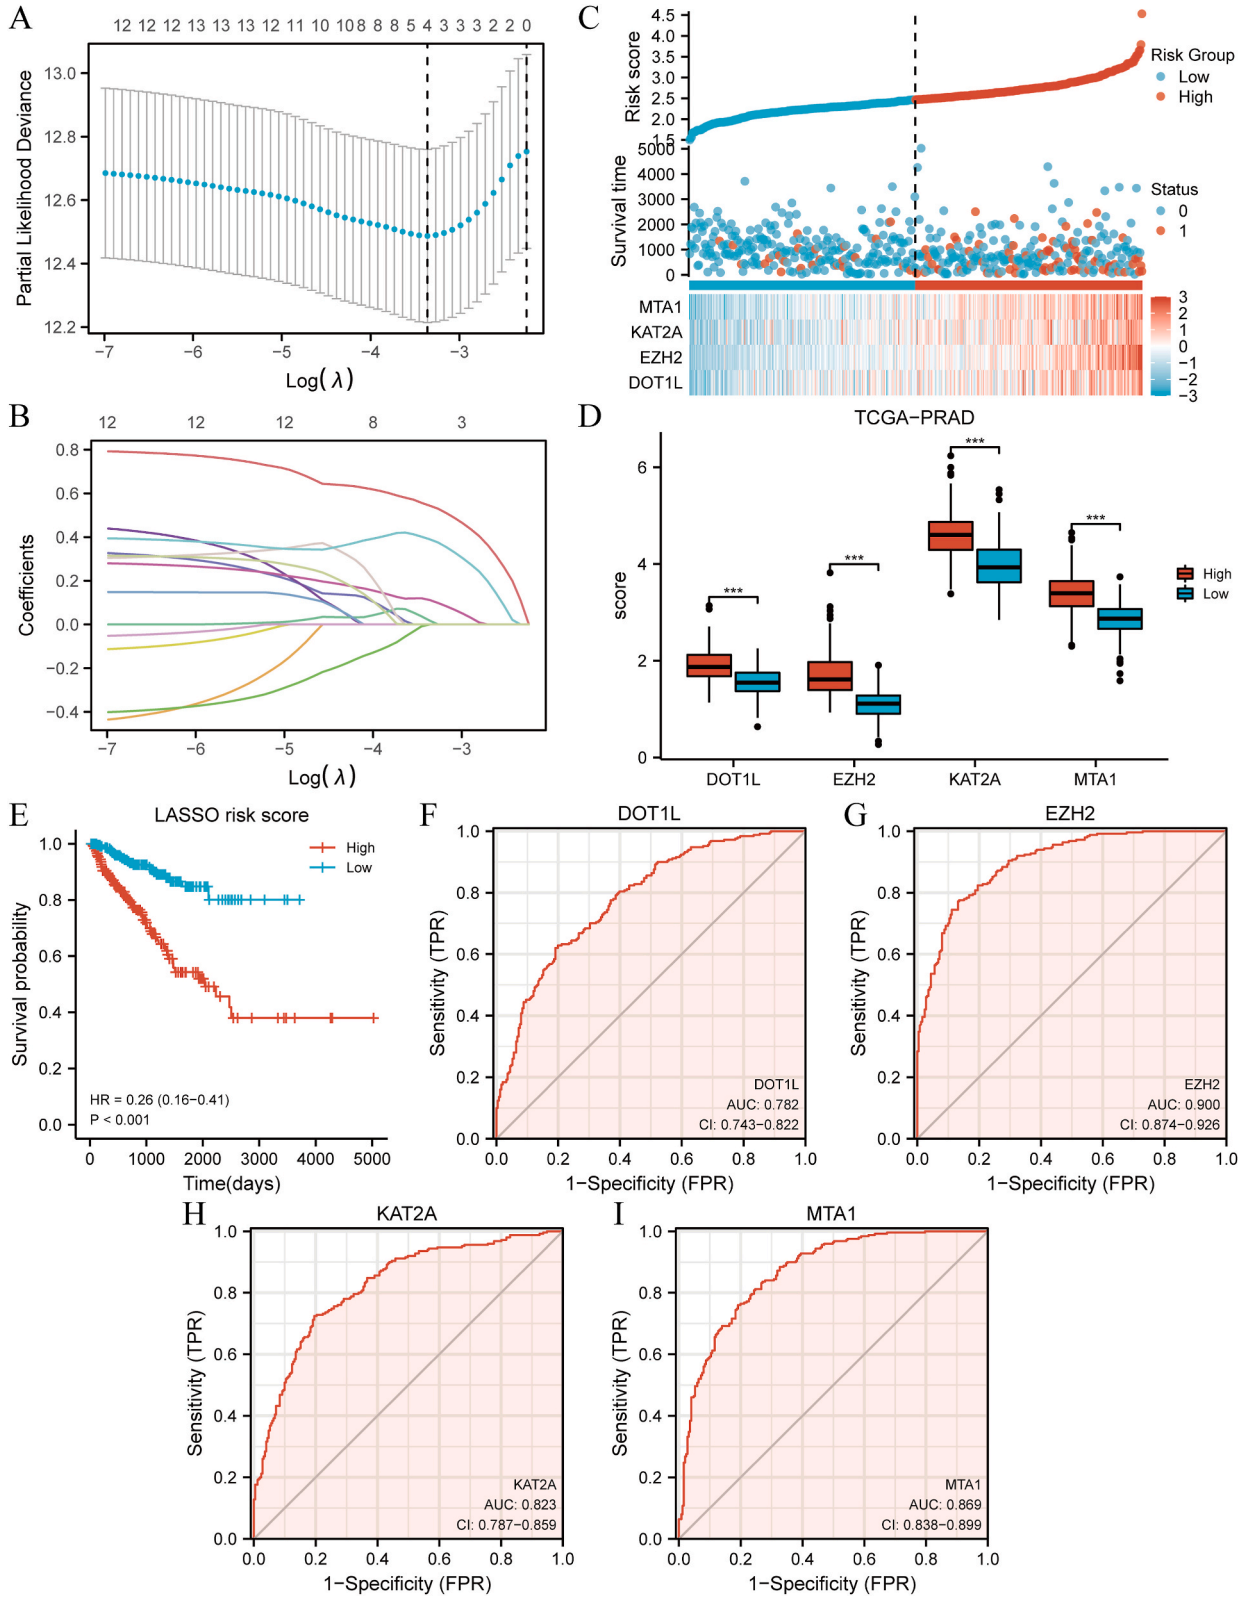 A
12 12 12 12 12 11 10 10 8 8 8 5 4 3 3 3 2 2 0
Partial Likelihood Deviance
13.0
12.8
12.6
12.4
12.2
−7 −6 −5 −4 −3
Log(λ)
B
12 12 12 8 3
Coefficients
0.8
0.6
0.4
0.2
0.0
−0.2
−0.4
−7 −6 −5 −4 −3
Log(λ)
C
Risk score
4.5
4.0
3.5
3.0
2.5
2.0
1.5
Risk Group
Low
High
Survival time
5000
4000
3000
2000
1000
0
Status
0
1
MTA1
KAT2A
EZH2
DOT1L
3
2
1
0
−1
−2
−3
D
TCGA−PRAD
score
6
4
2
0
***
***
***
***
DOT1L EZH2 KAT2A MTA1
High
Low
E
LASSO risk score
Survival probability
1.0
0.8
0.6
0.4
0.2
0.0
High
Low
HR = 0.26 (0.16−0.41)
P < 0.001
0 1000 2000 3000 4000 5000
Time(days)
F
DOT1L
Sensitivity (TPR)
1.0
0.8
0.6
0.4
0.2
0.0
DOT1L
AUC: 0.782
CI: 0.743−0.822
0.0 0.2 0.4 0.6 0.8 1.0
1−Specificity (FPR)
G
EZH2
Sensitivity (TPR)
1.0
0.8
0.6
0.4
0.2
0.0
EZH2
AUC: 0.900
CI: 0.874−0.926
0.0 0.2 0.4 0.6 0.8 1.0
1−Specificity (FPR)
H
KAT2A
Sensitivity (TPR)
1.0
0.8
0.6
0.4
0.2
0.0
KAT2A
AUC: 0.823
CI: 0.787−0.859
0.0 0.2 0.4 0.6 0.8 1.0
1−Specificity (FPR)
I
MTA1
Sensitivity (TPR)
1.0
0.8
0.6
0.4
0.2
0.0
MTA1
AUC: 0.869
CI: 0.838−0.899
0.0 0.2 0.4 0.6 0.8 1.0
1−Specificity (FPR)